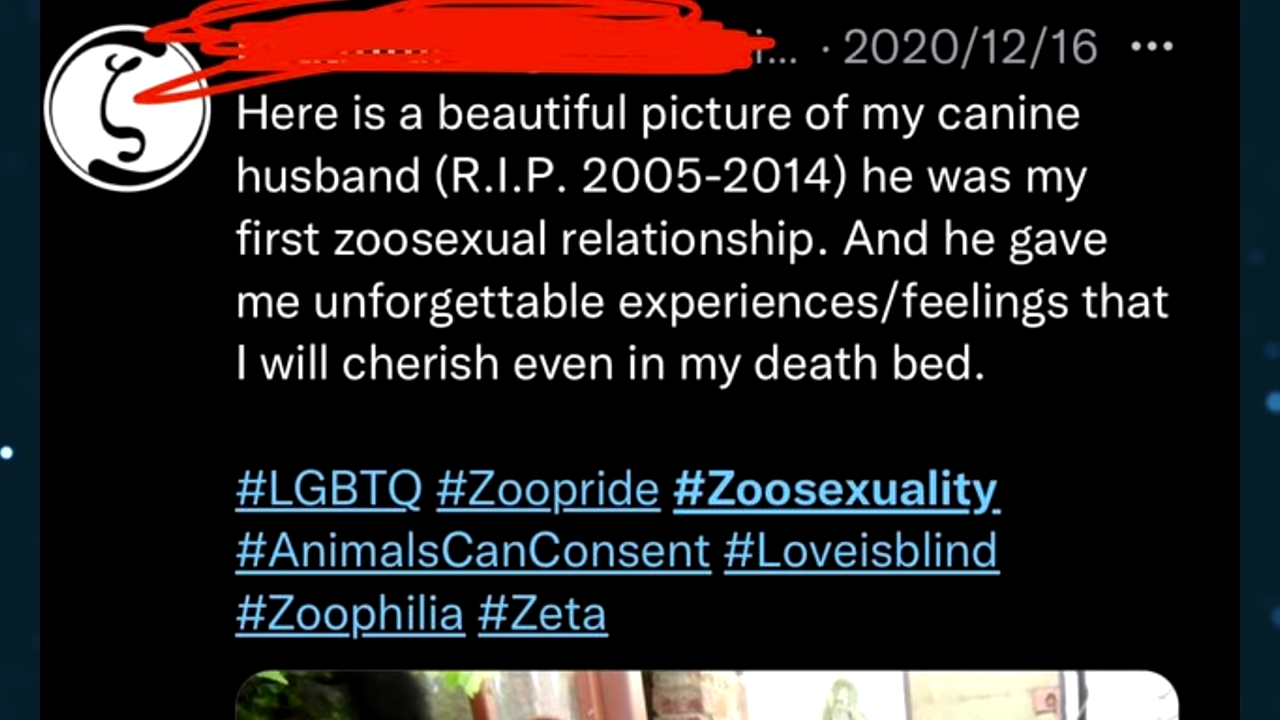 i... · 2020/12/16 •••
Here is a beautiful picture of my canine
husband (R.I.P. 2005-2014) he was my
first zoosexual relationship. And he gave
me unforgettable experiences/feelings that
I will cherish even in my death bed.
#LGBTQ #Zoopride #Zoosexuality
#AnimalsCanConsent #Loveisblind
#Zoophilia #Zeta